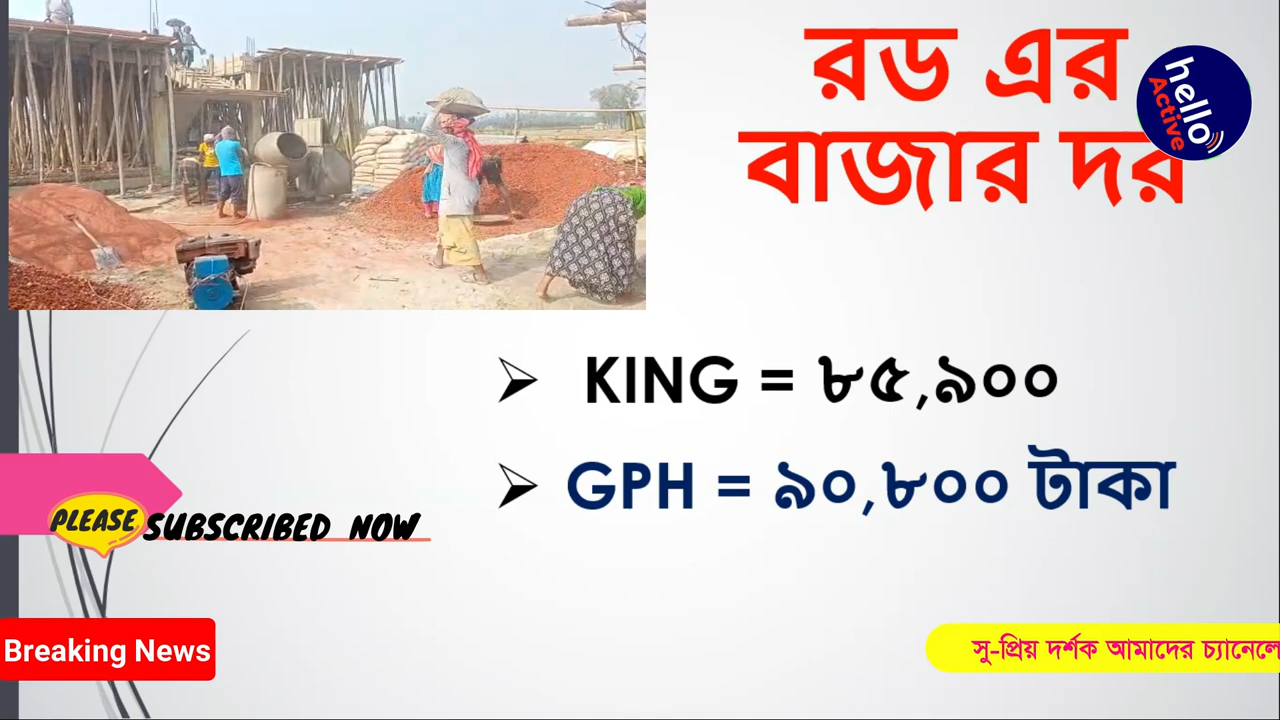 রড এর
বাজার দর
hello
Active
KING = ৮৫,৯০০
GPH = ৯০,৮০০ টাকা
PLEASE SUBSCRIBED NOW
Breaking News
সু-প্রিয় দর্শক আমাদের চ্যানেলে